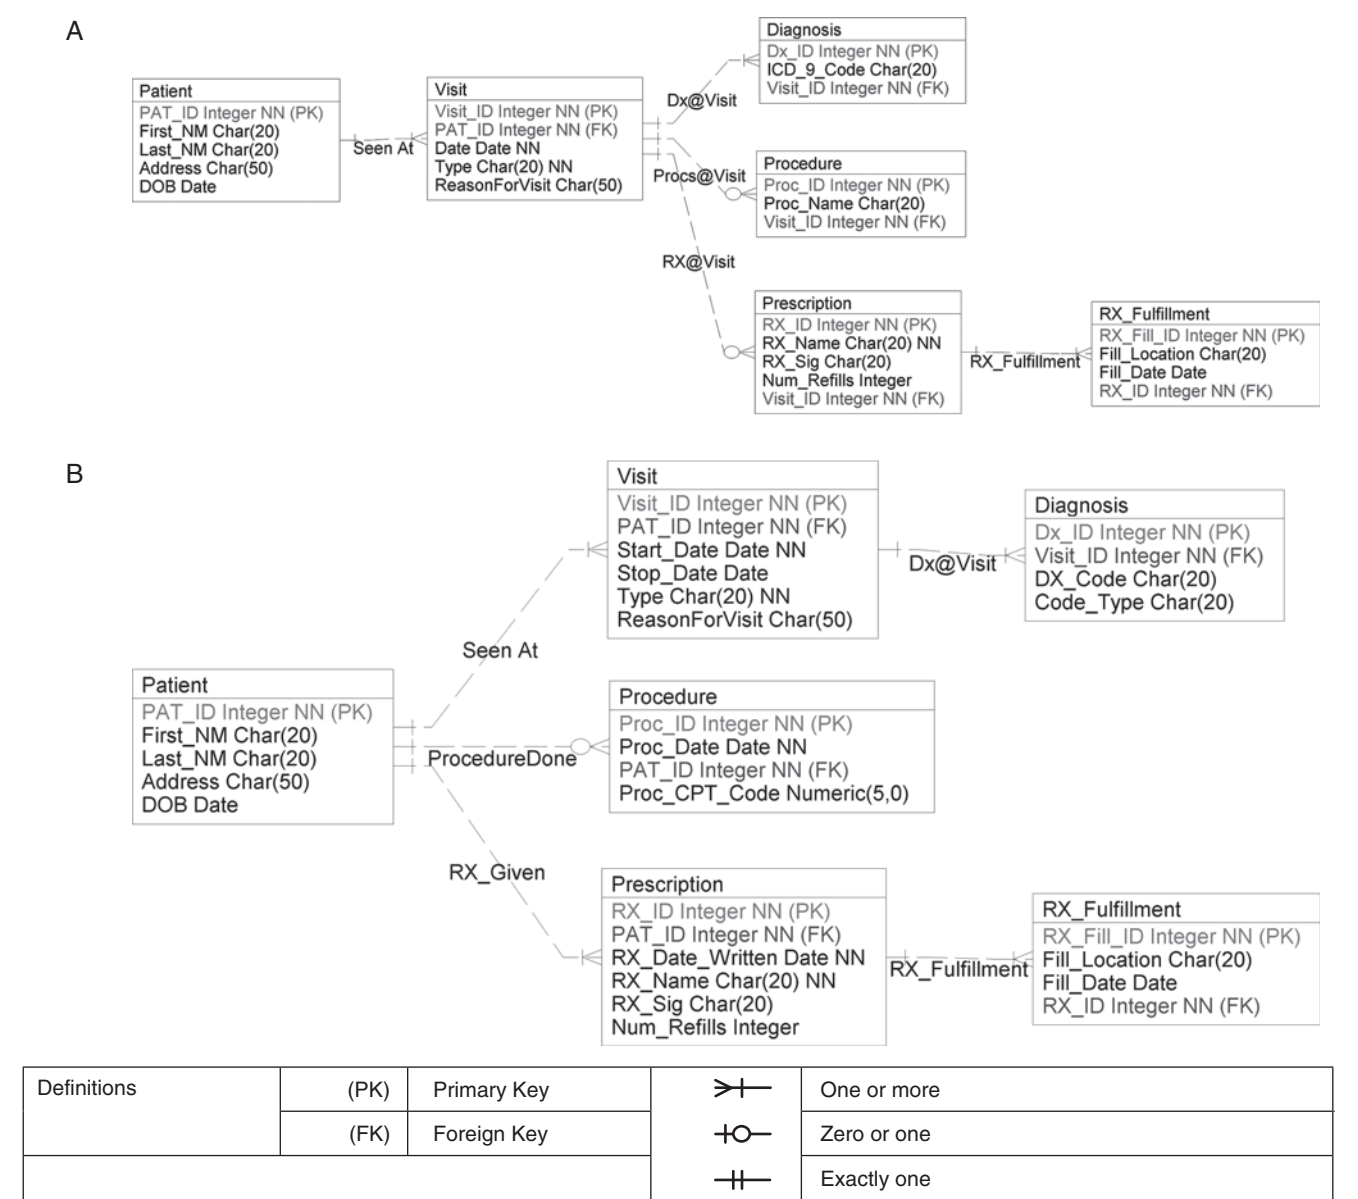 A
Patient
PAT_ID Integer NN (PK)
First_NM Char(20)
Last_NM Char(20)
Address Char(50)
DOB Date
Seen At
Visit
Visit_ID Integer NN (PK)
PAT_ID Integer NN (FK)
Date Date NN
Type Char(20) NN
ReasonForVisit Char(50)
Dx@Visit
Procs@Visit
RX@Visit
Diagnosis
Dx_ID Integer NN (PK)
ICD_9_Code Char(20)
Visit_ID Integer NN (FK)
Procedure
Proc_ID Integer NN (PK)
Proc_Name Char(20)
Visit_ID Integer NN (FK)
Prescription
RX_ID Integer NN (PK)
RX_Name Char(20) NN
RX_Sig Char(20)
Num_Refills Integer
Visit_ID Integer NN (FK)
RX_Fulfillment
RX_Fulfillment
RX_Fill_ID Integer NN (PK)
Fill_Location Char(20)
Fill_Date Date
RX_ID Integer NN (FK)
B
Patient
PAT_ID Integer NN (PK)
First_NM Char(20)
Last_NM Char(20)
Address Char(50)
DOB Date
Seen At
ProcedureDone
RX_Given
Visit
Visit_ID Integer NN (PK)
PAT_ID Integer NN (FK)
Start_Date Date NN
Stop_Date Date
Type Char(20) NN
ReasonForVisit Char(50)
Dx@Visit
Diagnosis
Dx_ID Integer NN (PK)
Visit_ID Integer NN (FK)
DX_Code Char(20)
Code_Type Char(20)
Procedure
Proc_ID Integer NN (PK)
Proc_Date Date NN
PAT_ID Integer NN (FK)
Proc_CPT_Code Numeric(5,0)
Prescription
RX_ID Integer NN (PK)
PAT_ID Integer NN (FK)
RX_Date_Written Date NN
RX_Name Char(20) NN
RX_Sig Char(20)
Num_Refills Integer
RX_Fulfillment
RX_Fulfillment
RX_Fill_ID Integer NN (PK)
Fill_Location Char(20)
Fill_Date Date
RX_ID Integer NN (FK)
Definitions
(PK) Primary Key
One or more
(FK) Foreign Key
Zero or one
Exactly one